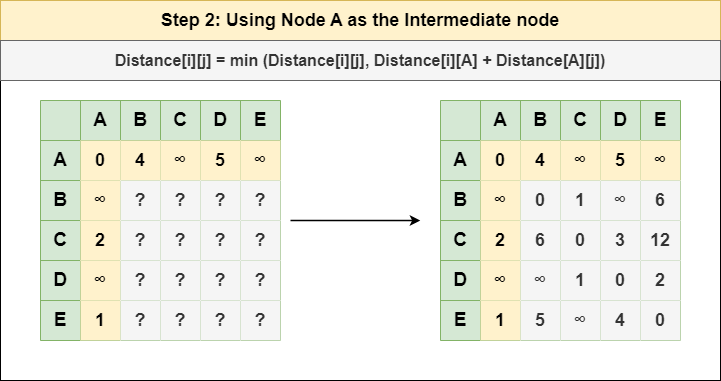 Step 2: Using Node A as the Intermediate node
Distance[i][j] = min (Distance[i][j], Distance[i][A] + Distance[A][j])
A B C D E
A 0 4 ∞ 5 ∞
B ∞ ? ? ? ?
C 2 ? ? ? ?
D ∞ ? ? ? ?
E 1 ? ? ? ?
A B C D E
A 0 4 ∞ 5 ∞
B ∞ 0 1 ∞ 6
C 2 6 0 3 12
D ∞ ∞ 1 0 2
E 1 5 ∞ 4 0